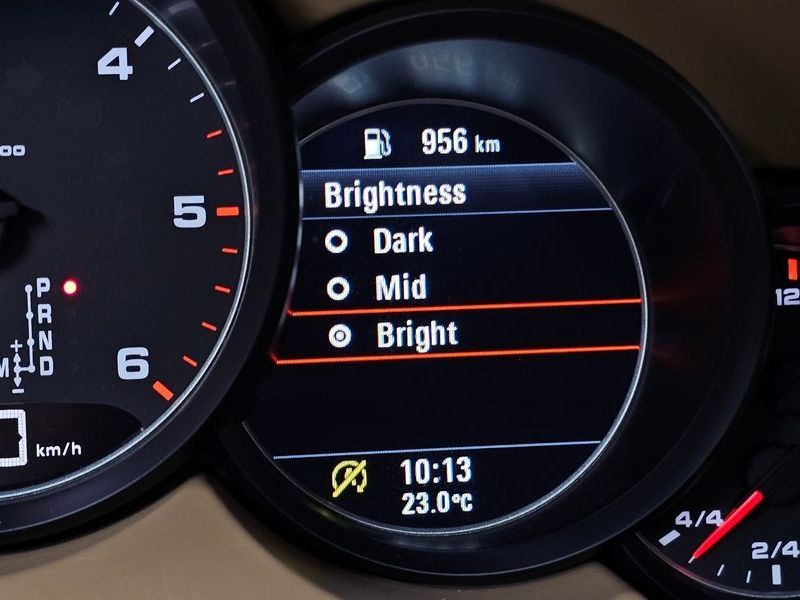 4
00
5
6
P
R
N
M D
+
-
km/h
956 km
Brightness
Dark
Mid
Bright
10:13
23.0°C
12
4/4
2/4